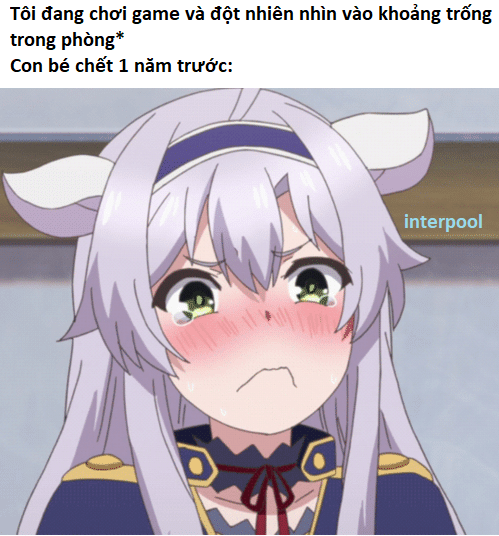 Tôi đang chơi game và đột nhiên nhìn vào khoảng trống
trong phòng*
Con bé chết 1 năm trước:
interpool